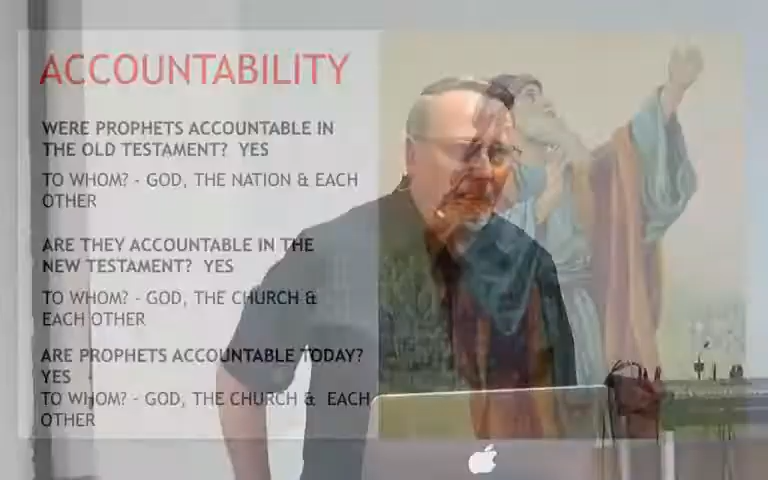 ACCOUNTABILITY
WERE PROPHETS ACCOUNTABLE IN
THE OLD TESTAMENT? YES
TO WHOM? - GOD, THE NATION & EACH
OTHER
ARE THEY ACCOUNTABLE IN THE
NEW TESTAMENT? YES
TO WHOM? - GOD, THE CHURCH &
EACH OTHER
ARE PROPHETS ACCOUNTABLE TODAY?
YES
TO WHOM? - GOD, THE CHURCH & EACH
OTHER